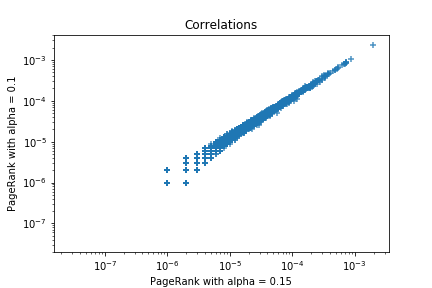 Correlations
PageRank with alpha = 0.1
10⁻³
10⁻⁴
10⁻⁵
10⁻⁶
10⁻⁷
10⁻⁷ 10⁻⁶ 10⁻⁵ 10⁻⁴ 10⁻³
PageRank with alpha = 0.15